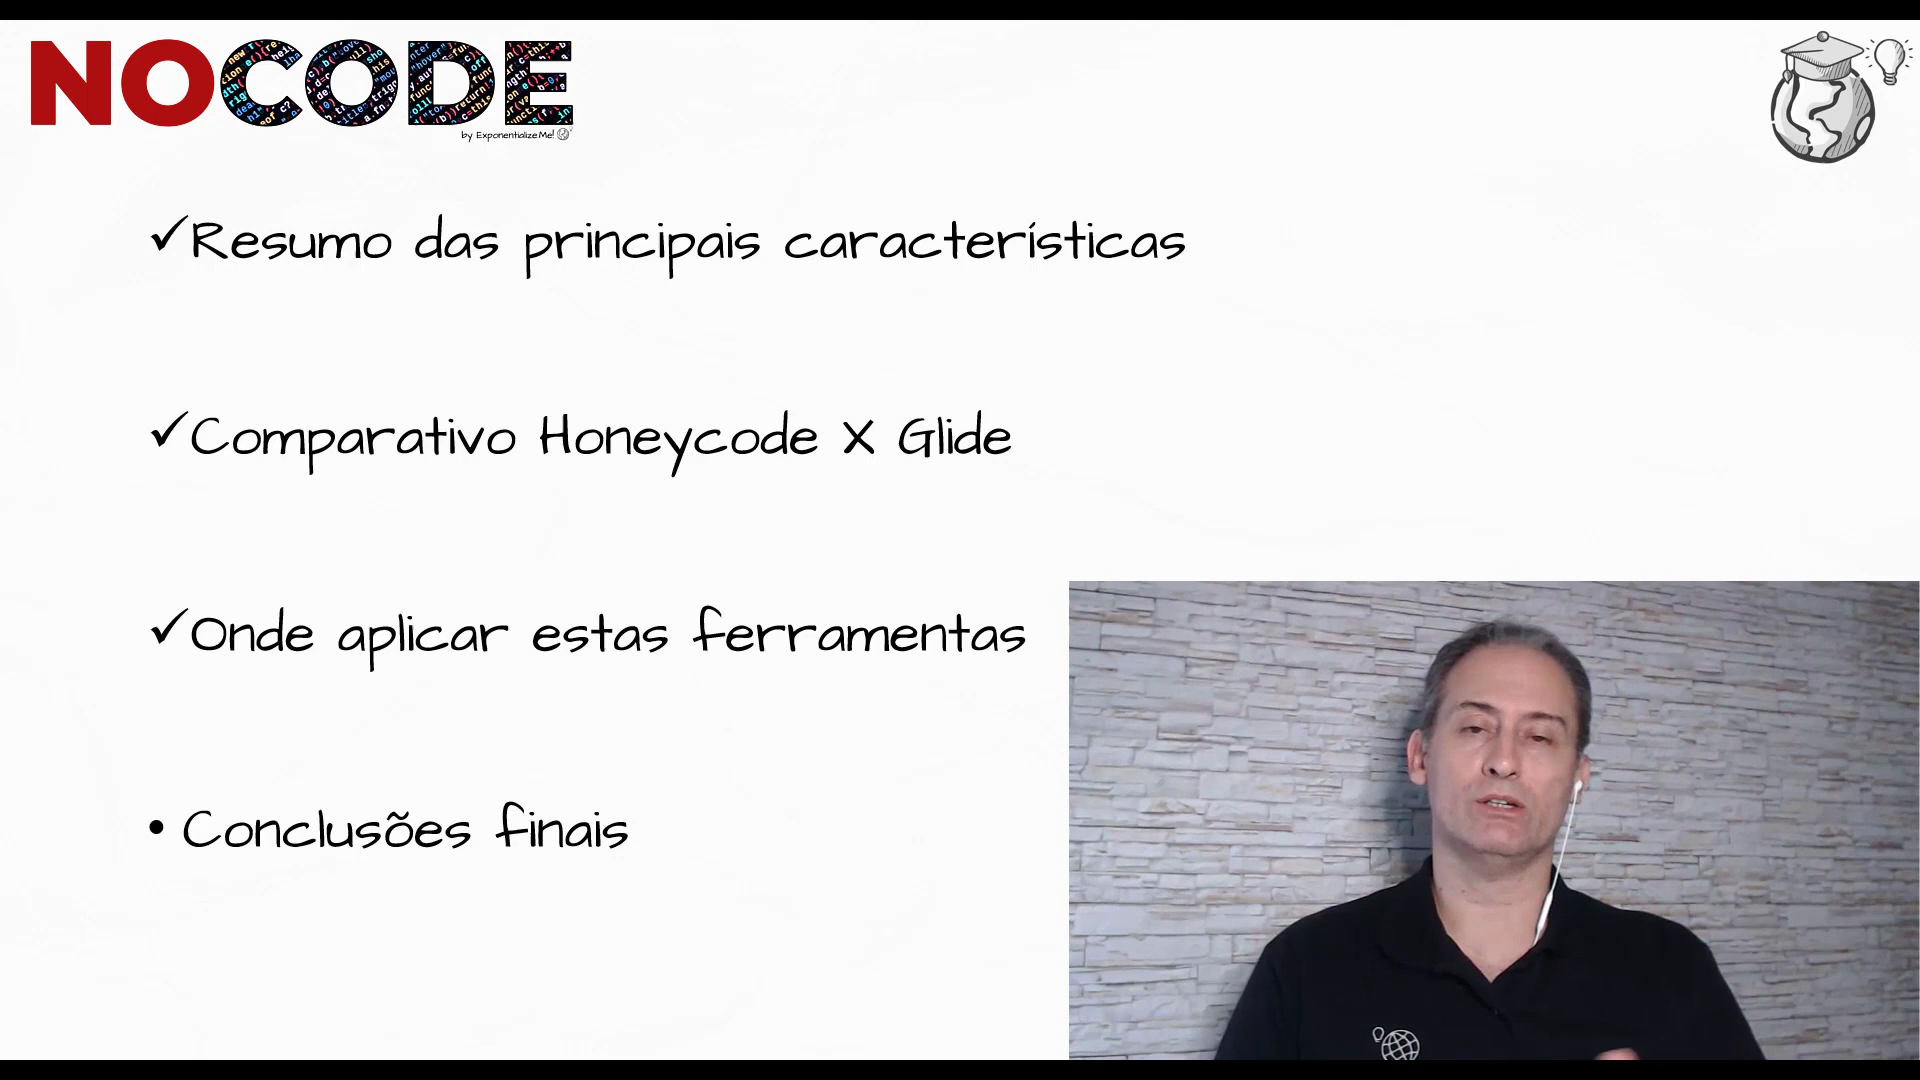 NOCODE
by ExponentializeMe!
✓Resumo das principais características
✓Comparativo Honeycode X Glide
✓Onde aplicar estas ferramentas
• Conclusões finais